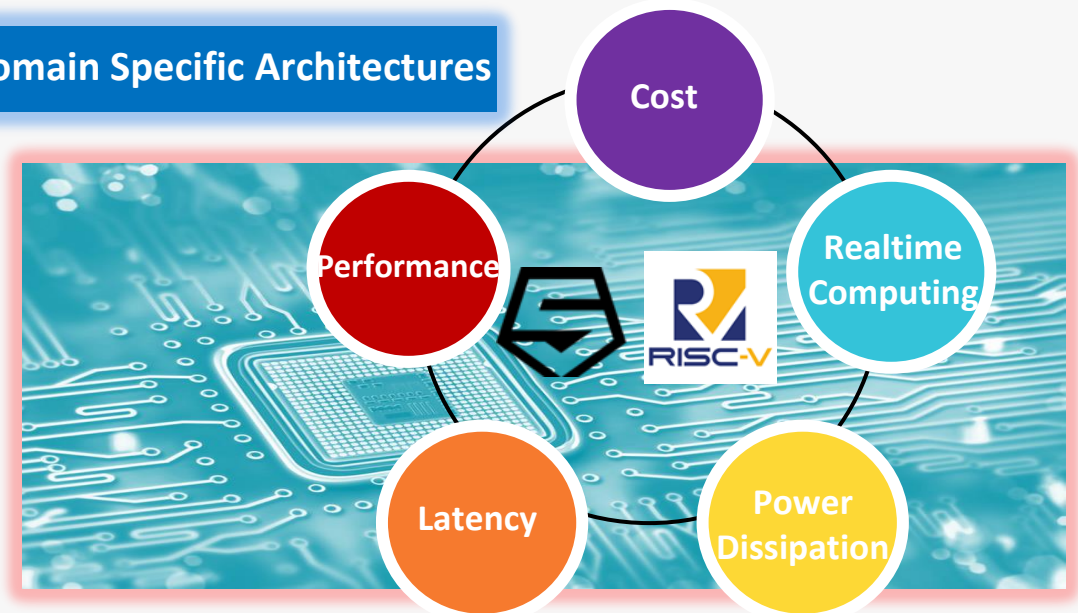 omain Specific Architectures
Cost
Performance
Realtime
Computing
RISC-V
Latency
Power
Dissipation